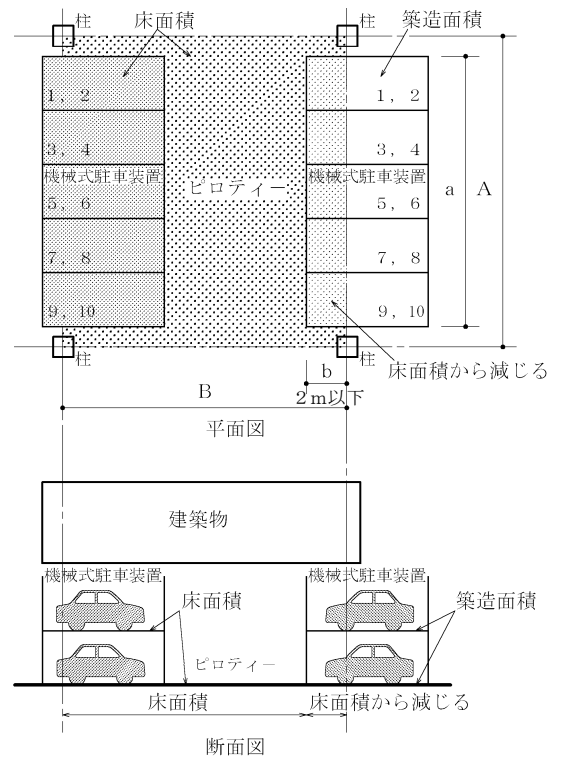 柱
床面積
柱
築造面積
1，2
1，2
3，4
3，4
機械式駐車装置
ピロティー
機械式駐車装置
a
A
5，6
5，6
7，8
7，8
9，10
9，10
柱
柱
床面積から減じる
b
B
2m以下
平面図
建築物
機械式駐車装置
機械式駐車装置
床面積
築造面積
ピロティー
床面積
床面積から減じる
断面図